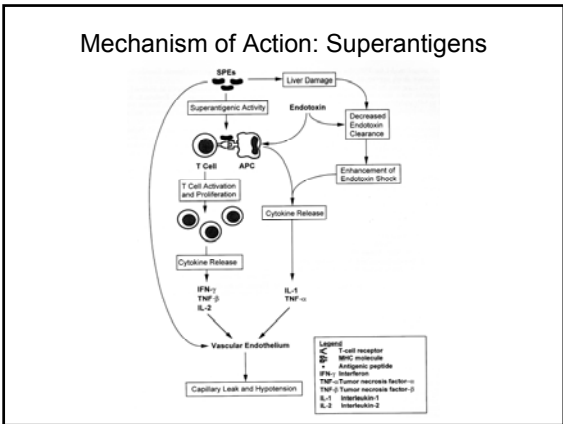 Mechanism of Action: Superantigens
SPEs
Liver Damage
Superantigenic Activity
Endotoxin
Decreased
Endotoxin
Clearance
T Cell
APC
Enhancement of
Endotoxin Shock
T Cell Activation
and Proliferation
Cytokine Release
Cytokine Release
IFN-γ
TNF-β
IL-2
IL-1
TNF-α
Vascular Endothelium
Capillary Leak and Hypotension
Legend
T-cell receptor
MHC molecule
Antigenic peptide
IFN-γ Interferon
TNF-α Tumor necrosis factor-α
TNF-β Tumor necrosis factor-β
IL-1 Interleukin-1
IL-2 Interleukin-2